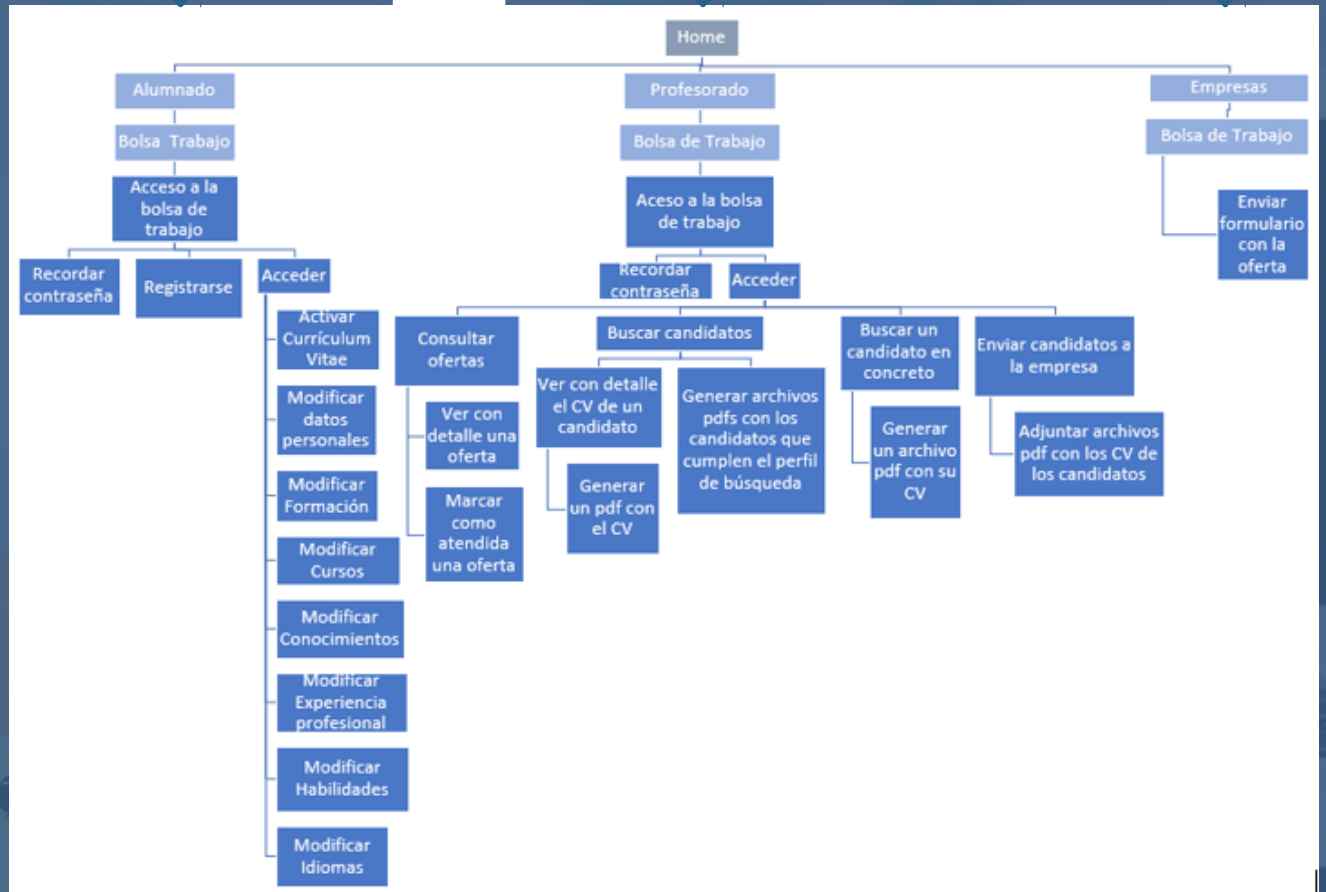 Home
Alumnado
Profesorado
Empresas
Bolsa Trabajo
Bolsa de Trabajo
Bolsa de Trabajo
Acceso a la
bolsa de
trabajo
Aceso a la bolsa
de trabajo
Enviar
formulario
con la
oferta
Recordar
contraseña
Registrarse
Acceder
Recordar
contraseña
Acceder
Activar
Currículum
Vitae
Modificar
datos
personales
Modificar
Formación
Modificar
Cursos
Modificar
Conocimientos
Modificar
Experiencia
profesional
Modificar
Habilidades
Modificar
Idiomas
Consultar
ofertas
Ver con
detalle una
oferta
Marcar
como
atendida
una oferta
Buscar candidatos
Ver con detalle
el CV de un
candidato
Generar
un pdf con
el CV
Generar archivos
pdfs con los
candidatos que
cumplen el perfil
de búsqueda
Buscar un
candidato en
concreto
Generar
un archivo
pdf con su
CV
Enviar candidatos a
la empresa
Adjuntar archivos
pdf con los CV de
los candidatos